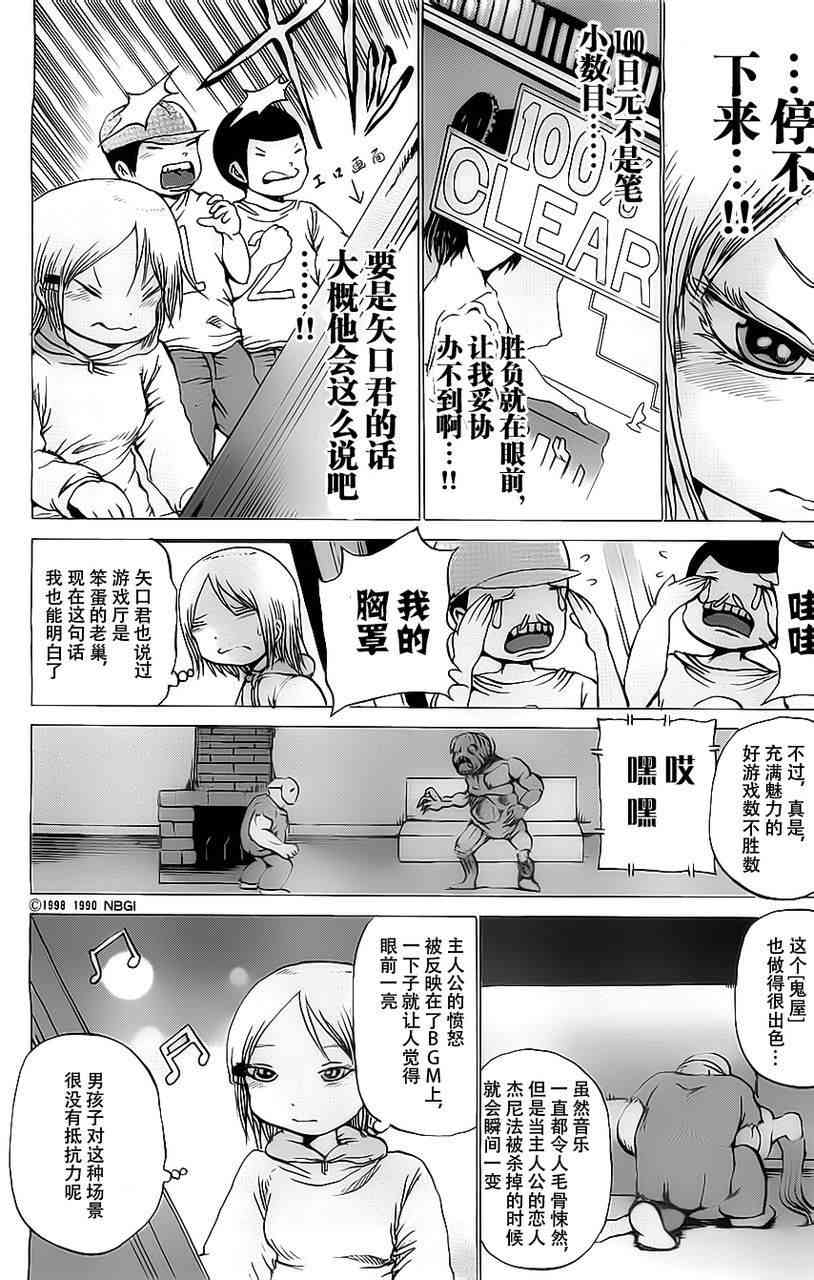 …停不
下来…!!
100日元不是笔
小数目……
100%
CLEAR
胜负就在眼前，
让我妥协
办不到啊…!!
エロ画面
要是矢口君的话
大概他会这么说吧
……!!
2
哇
哇
我的
胸罩
矢口君也说过
游戏厅是
笨蛋的老巢
现在这句话
我也能明白了
不过，真是，
充满魅力的
好游戏数不胜数
哎
嘿
嘿
©1998 1990 NBGI
这个[鬼屋]
也做得很出色…
虽然音乐
一直都令人毛骨悚然，
但是当主人公的恋人
杰尼法被杀掉的时候
就会瞬间一变
主人公的愤怒
被反映在了BGM上，
一下子就让人觉得
眼前一亮
男孩子对这种场景
很没有抵抗力呢